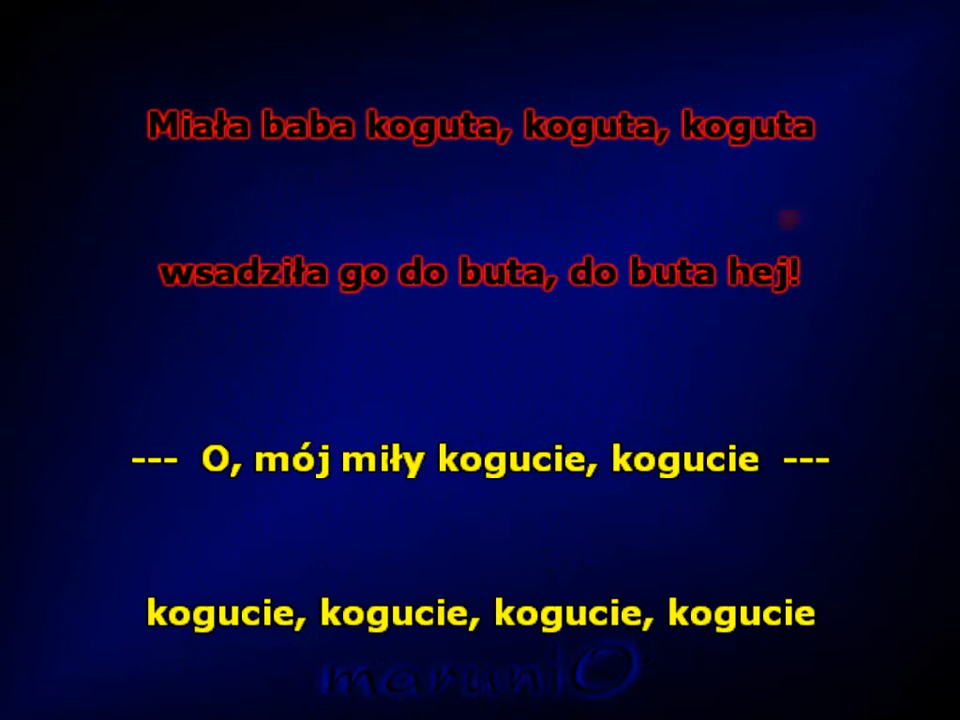 Miała baba koguta, koguta, koguta
wsadziła go do buta, do buta hej!
--- O, mój miły kogucie, kogucie ---
kogucie, kogucie, kogucie, kogucie
maruniO